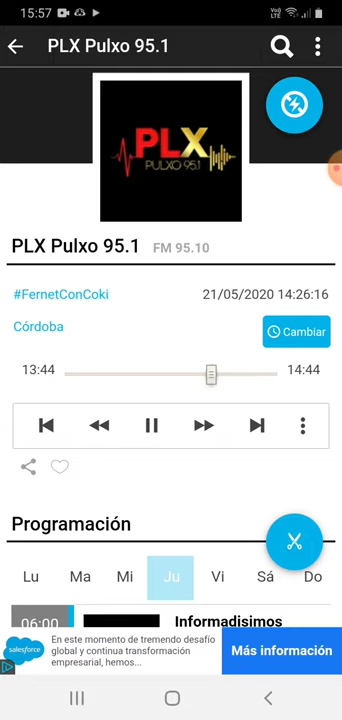 15:57
Vo)) LTE
PLX Pulxo 95.1
PLX
PULXO 95.1
PLX Pulxo 95.1 FM 95.10
#FernetConCoki 21/05/2020 14:26:16
Córdoba Cambiar
13:44 14:44
Programación
Lu Ma Mi Ju Vi Sá Do
06:00 Informadisimos
salesforce
En este momento de tremendo desafío
global y continua transformación
empresarial, hemos...
Más información